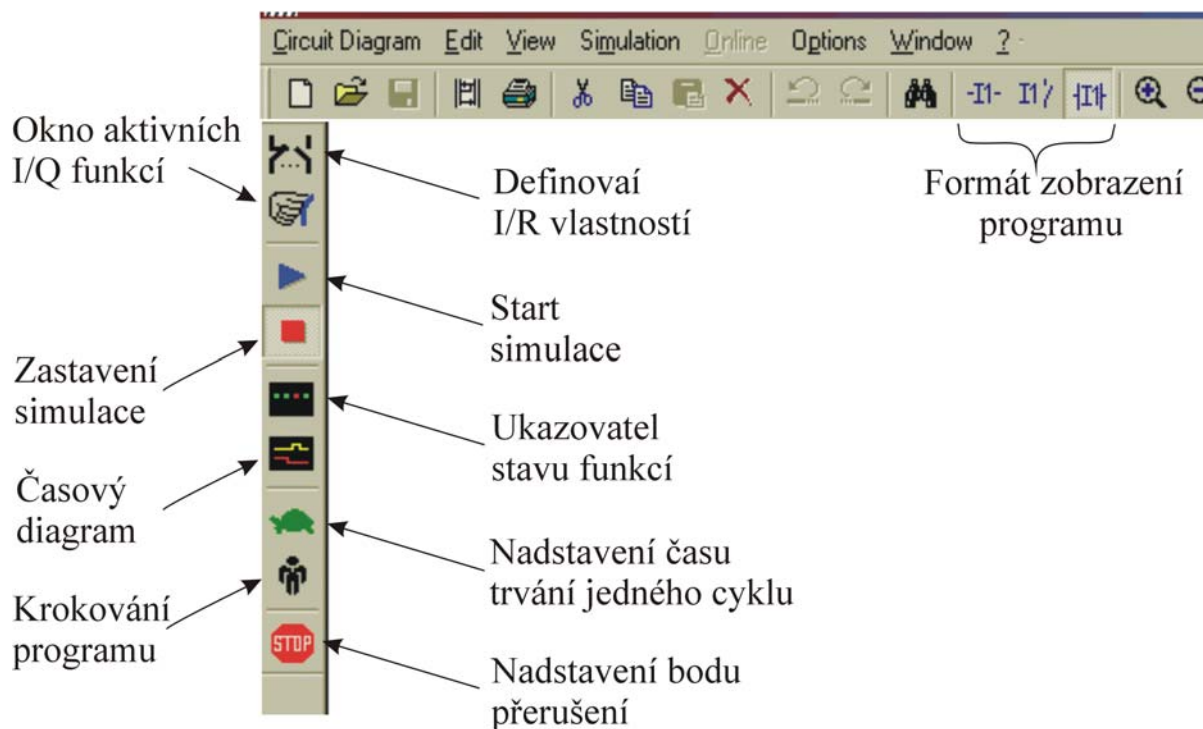 Circuit Diagram Edit View Simulation Online Options Window ?
-I1- I1/ ┤I1├
Okno aktivních
I/Q funkcí
Definovaí
I/R vlastností
Formát zobrazení
programu
Start
simulace
Zastavení
simulace
Ukazovatel
stavu funkcí
Časový
diagram
Nadstavení času
trvání jedného cyklu
Krokování
programu
STOP
Nadstavení bodu
přerušení